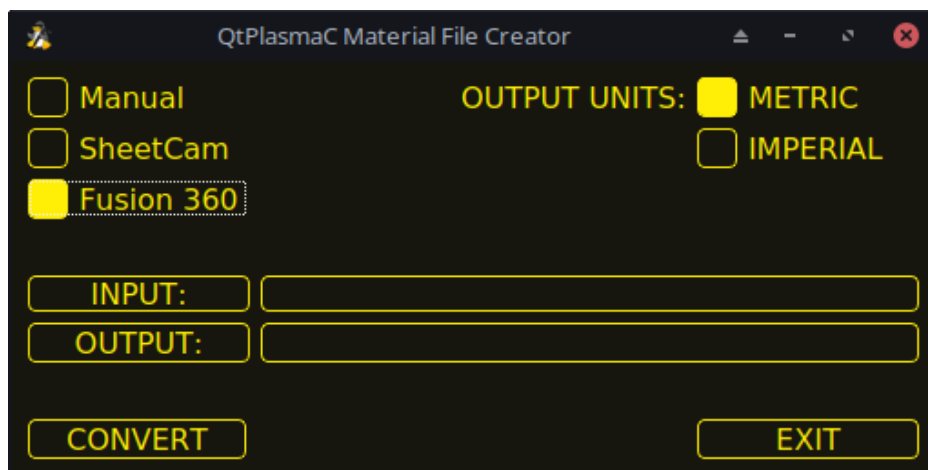 QtPlasmaC Material File Creator
Manual OUTPUT UNITS: METRIC
SheetCam IMPERIAL
Fusion 360
INPUT:
OUTPUT:
CONVERT EXIT